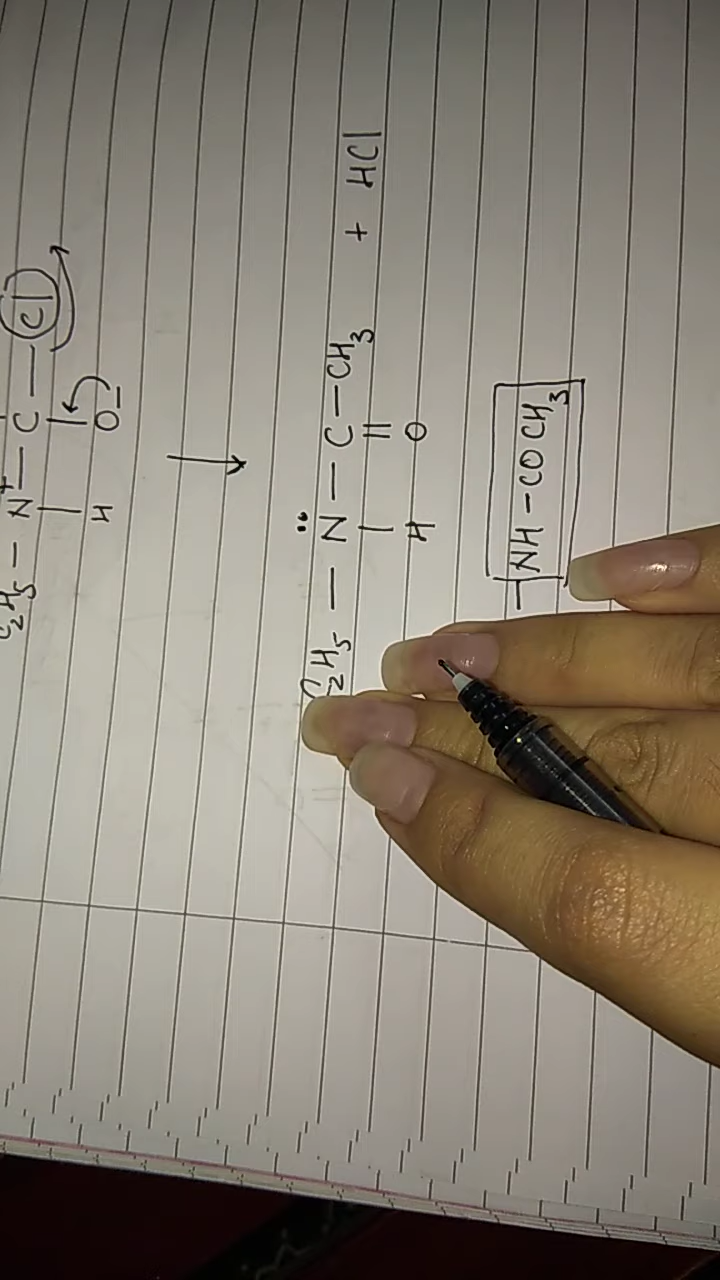 C₂H₅ — N⁺ — C — Cl
H O⁻
↓
C₂H₅ — N̈ — C — CH₃ + HCl
H O
— NH — COCH₃